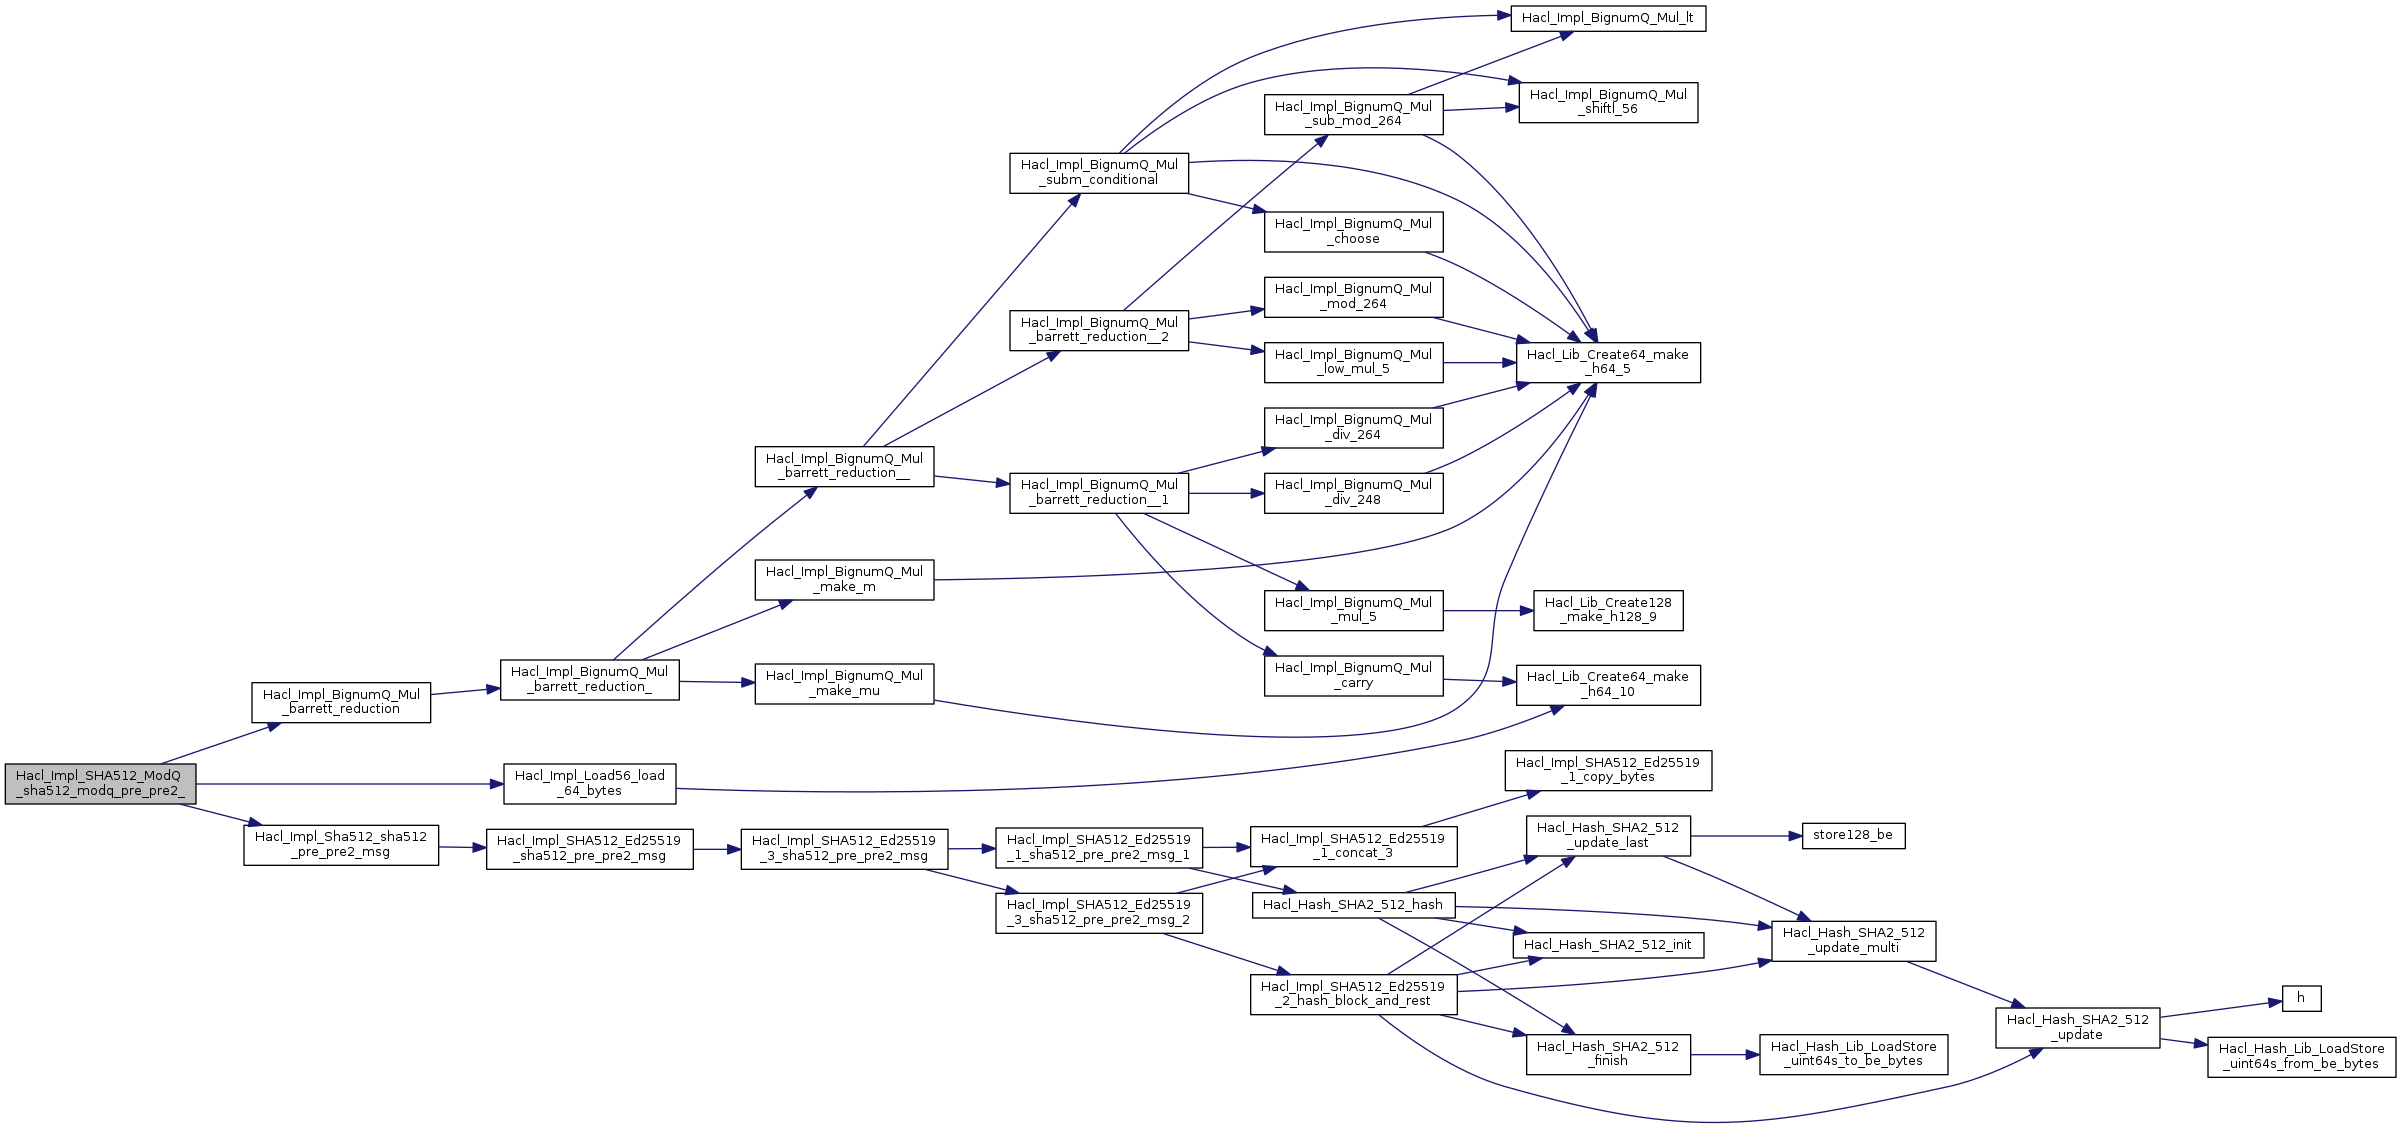 Hacl_Impl_SHA512_ModQ
_sha512_modq_pre_pre2_
Hacl_Impl_BignumQ_Mul
_barrett_reduction
Hacl_Impl_Sha512_sha512
_pre_pre2_msg
Hacl_Impl_BignumQ_Mul
_barrett_reduction_
Hacl_Impl_Load56_load
_64_bytes
Hacl_Impl_SHA512_Ed25519
_sha512_pre_pre2_msg
Hacl_Impl_BignumQ_Mul
_barrett_reduction__
Hacl_Impl_BignumQ_Mul
_make_m
Hacl_Impl_BignumQ_Mul
_make_mu
Hacl_Impl_SHA512_Ed25519
_3_sha512_pre_pre2_msg
Hacl_Impl_BignumQ_Mul
_subm_conditional
Hacl_Impl_BignumQ_Mul
_barrett_reduction__2
Hacl_Impl_BignumQ_Mul
_barrett_reduction__1
Hacl_Impl_SHA512_Ed25519
_1_sha512_pre_pre2_msg_1
Hacl_Impl_SHA512_Ed25519
_3_sha512_pre_pre2_msg_2
Hacl_Impl_BignumQ_Mul
_sub_mod_264
Hacl_Impl_BignumQ_Mul
_choose
Hacl_Impl_BignumQ_Mul
_mod_264
Hacl_Impl_BignumQ_Mul
_low_mul_5
Hacl_Impl_BignumQ_Mul
_div_264
Hacl_Impl_BignumQ_Mul
_div_248
Hacl_Impl_BignumQ_Mul
_mul_5
Hacl_Impl_BignumQ_Mul
_carry
Hacl_Impl_SHA512_Ed25519
_1_concat_3
Hacl_Hash_SHA2_512_hash
Hacl_Impl_SHA512_Ed25519
_2_hash_block_and_rest
Hacl_Impl_BignumQ_Mul_lt
Hacl_Impl_BignumQ_Mul
_shiftl_56
Hacl_Lib_Create64_make
_h64_5
Hacl_Lib_Create128
_make_h128_9
Hacl_Lib_Create64_make
_h64_10
Hacl_Impl_SHA512_Ed25519
_1_copy_bytes
Hacl_Hash_SHA2_512
_update_last
Hacl_Hash_SHA2_512_init
Hacl_Hash_SHA2_512
_finish
store128_be
Hacl_Hash_SHA2_512
_update_multi
Hacl_Hash_Lib_LoadStore
_uint64s_to_be_bytes
Hacl_Hash_SHA2_512
_update
h
Hacl_Hash_Lib_LoadStore
_uint64s_from_be_bytes